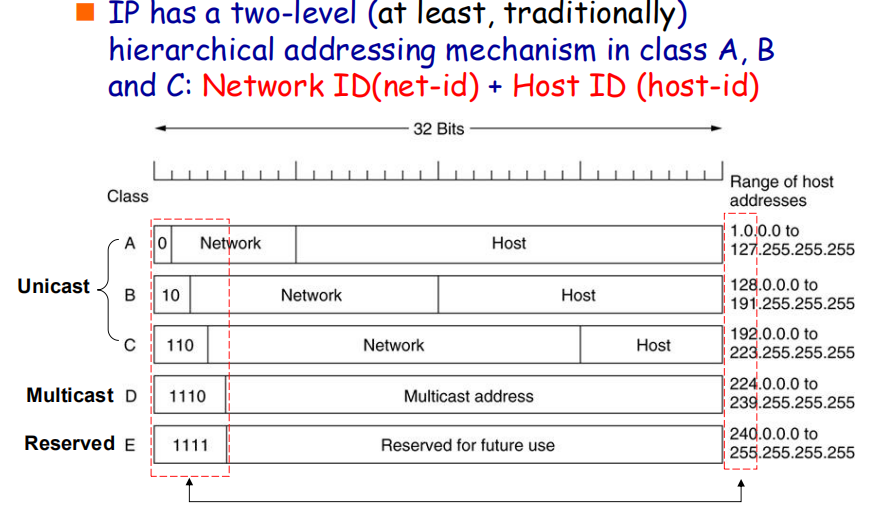 IP has a two-level (at least, traditionally)
hierarchical addressing mechanism in class A, B
and C: Network ID(net-id) + Host ID (host-id)
32 Bits
Class
Range of host
addresses
Unicast
A
0
Network
Host
1.0.0.0 to
127.255.255.255
B
10
Network
Host
128.0.0.0 to
191.255.255.255
C
110
Network
Host
192.0.0.0 to
223.255.255.255
Multicast
D
1110
Multicast address
224.0.0.0 to
239.255.255.255
Reserved
E
1111
Reserved for future use
240.0.0.0 to
255.255.255.255